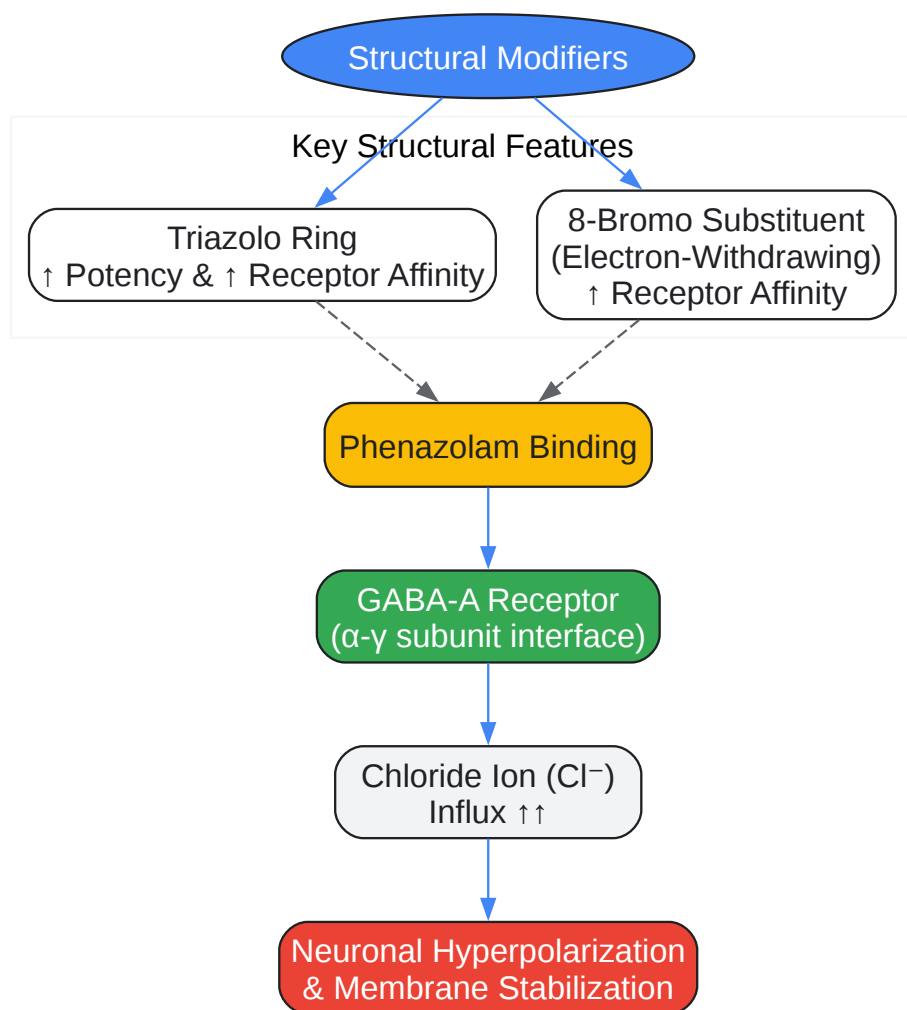 Structural Modifiers
Key Structural Features
Triazolo Ring
↑ Potency & ↑ Receptor Affinity
8-Bromo Substituent
(Electron-Withdrawing)
↑ Receptor Affinity
Phenazolam Binding
GABA-A Receptor
(α-γ subunit interface)
Chloride Ion (Cl⁻)
Influx ↑↑
Neuronal Hyperpolarization
& Membrane Stabilization